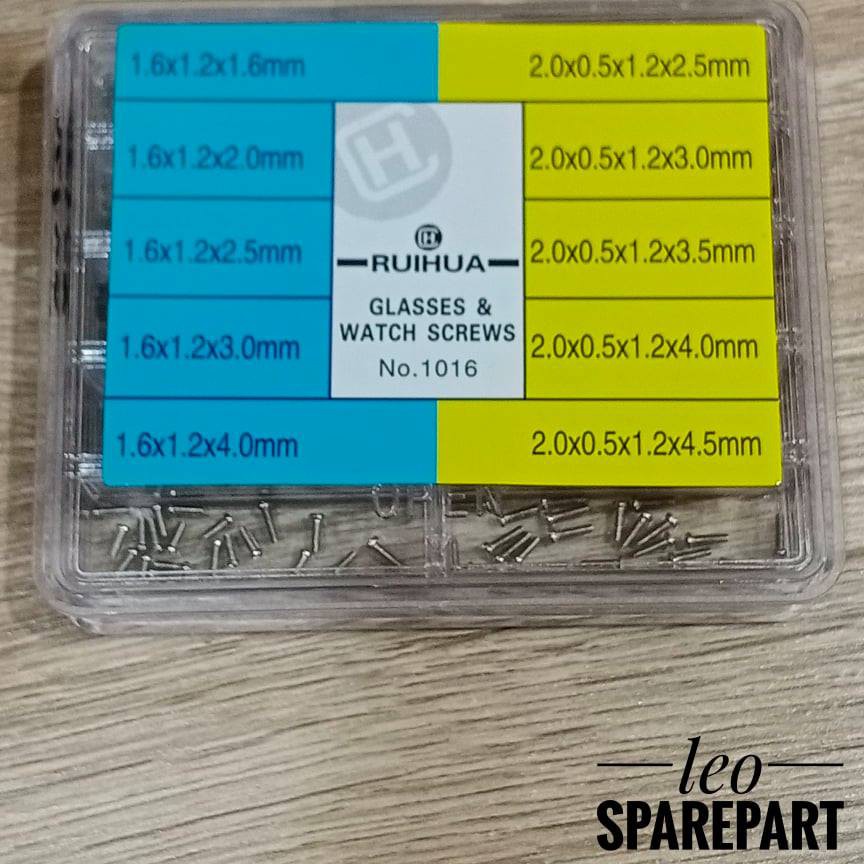 1.6x1.2x1.6mm
2.0x0.5x1.2x2.5mm
1.6x1.2x2.0mm
2.0x0.5x1.2x3.0mm
1.6x1.2x2.5mm
2.0x0.5x1.2x3.5mm
1.6x1.2x3.0mm
2.0x0.5x1.2x4.0mm
1.6x1.2x4.0mm
2.0x0.5x1.2x4.5mm
RUIHUA
GLASSES &
WATCH SCREWS
No.1016
leo
SPAREPART